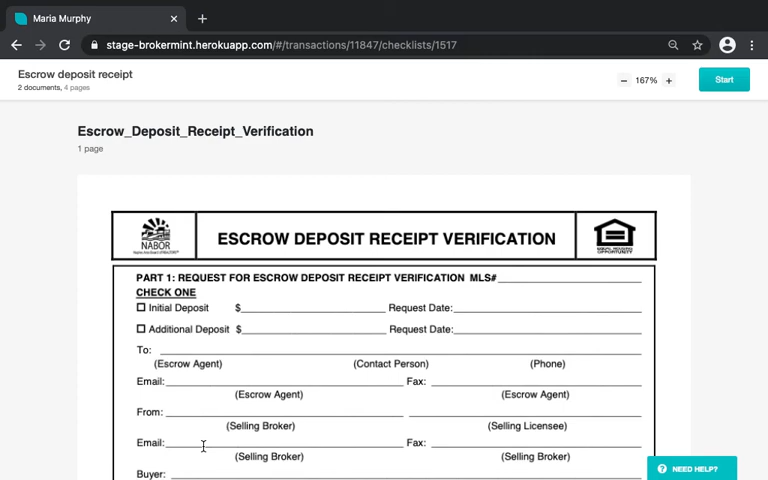 Maria Murphy
stage-brokermint.herokuapp.com/#/transactions/11847/checklists/1517
Escrow deposit receipt
2 documents, 4 pages
167%
Start
Escrow_Deposit_Receipt_Verification
1 page
NABOR
ESCROW DEPOSIT RECEIPT VERIFICATION
EQUAL HOUSING
OPPORTUNITY
PART 1: REQUEST FOR ESCROW DEPOSIT RECEIPT VERIFICATION MLS#
CHECK ONE
Initial Deposit $ Request Date:
Additional Deposit $ Request Date:
To:
(Escrow Agent) (Contact Person) (Phone)
Email: Fax:
(Escrow Agent) (Escrow Agent)
From:
(Selling Broker) (Selling Licensee)
Email: Fax:
(Selling Broker) (Selling Broker)
Buyer:
NEED HELP?